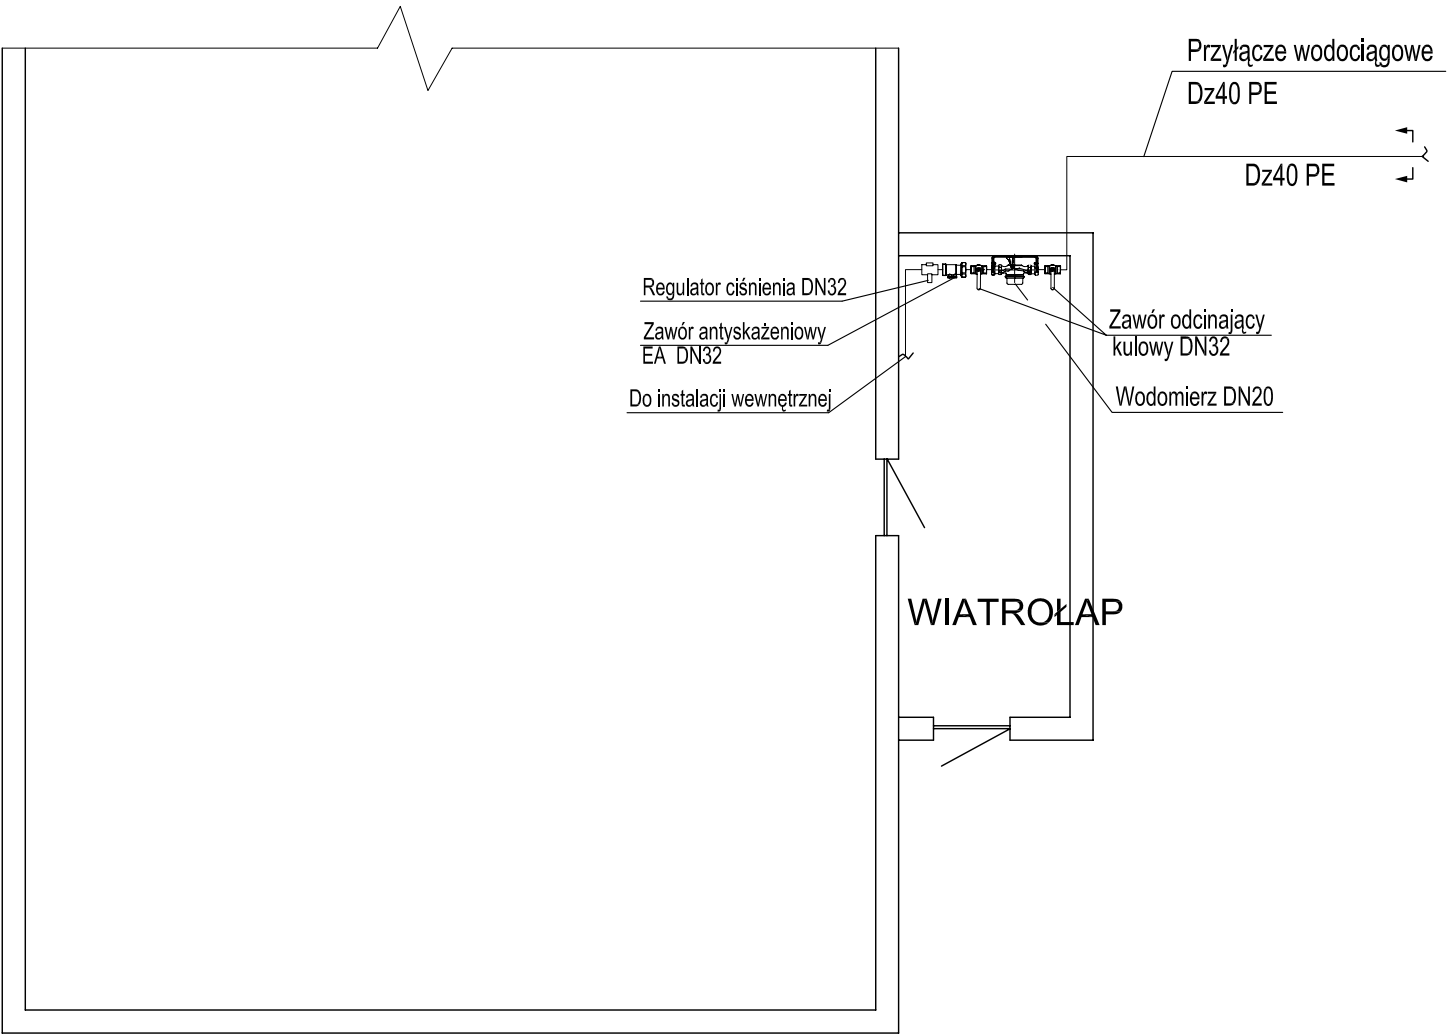 Przyłącze wodociągowe
Dz40 PE
Dz40 PE
Regulator ciśnienia DN32
Zawór antyskażeniowy
EA DN32
Do instalacji wewnętrznej
Zawór odcinający
kulowy DN32
Wodomierz DN20
WIATROŁAP